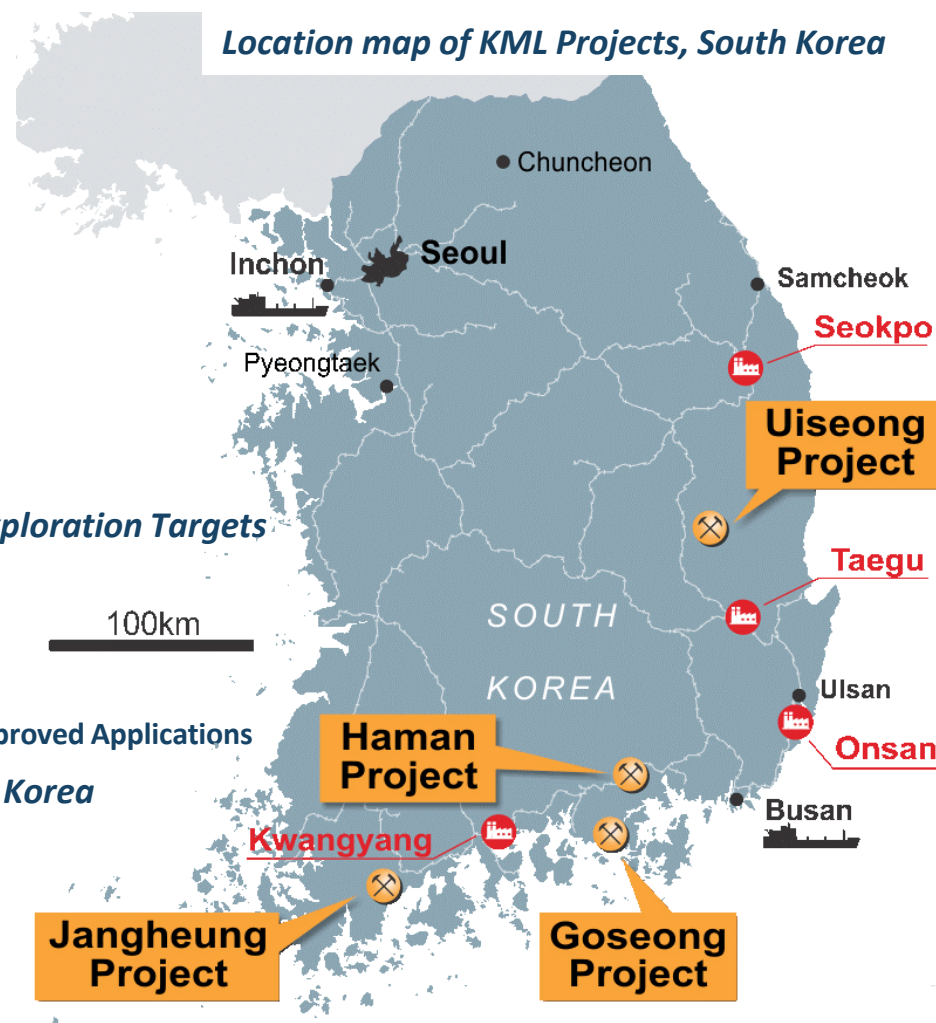 Location map of KML Projects, South Korea
Chuncheon
Seoul
Inchon
Samcheok
Seokpo
Pyeongtaek
Uiseong
Project
ploration Targets
Taegu
100km
SOUTH
KOREA
Ulsan
proved Applications
Onsan
Haman
Project
Korea
Busan
Kwangyang
Jangheung
Project
Goseong
Project